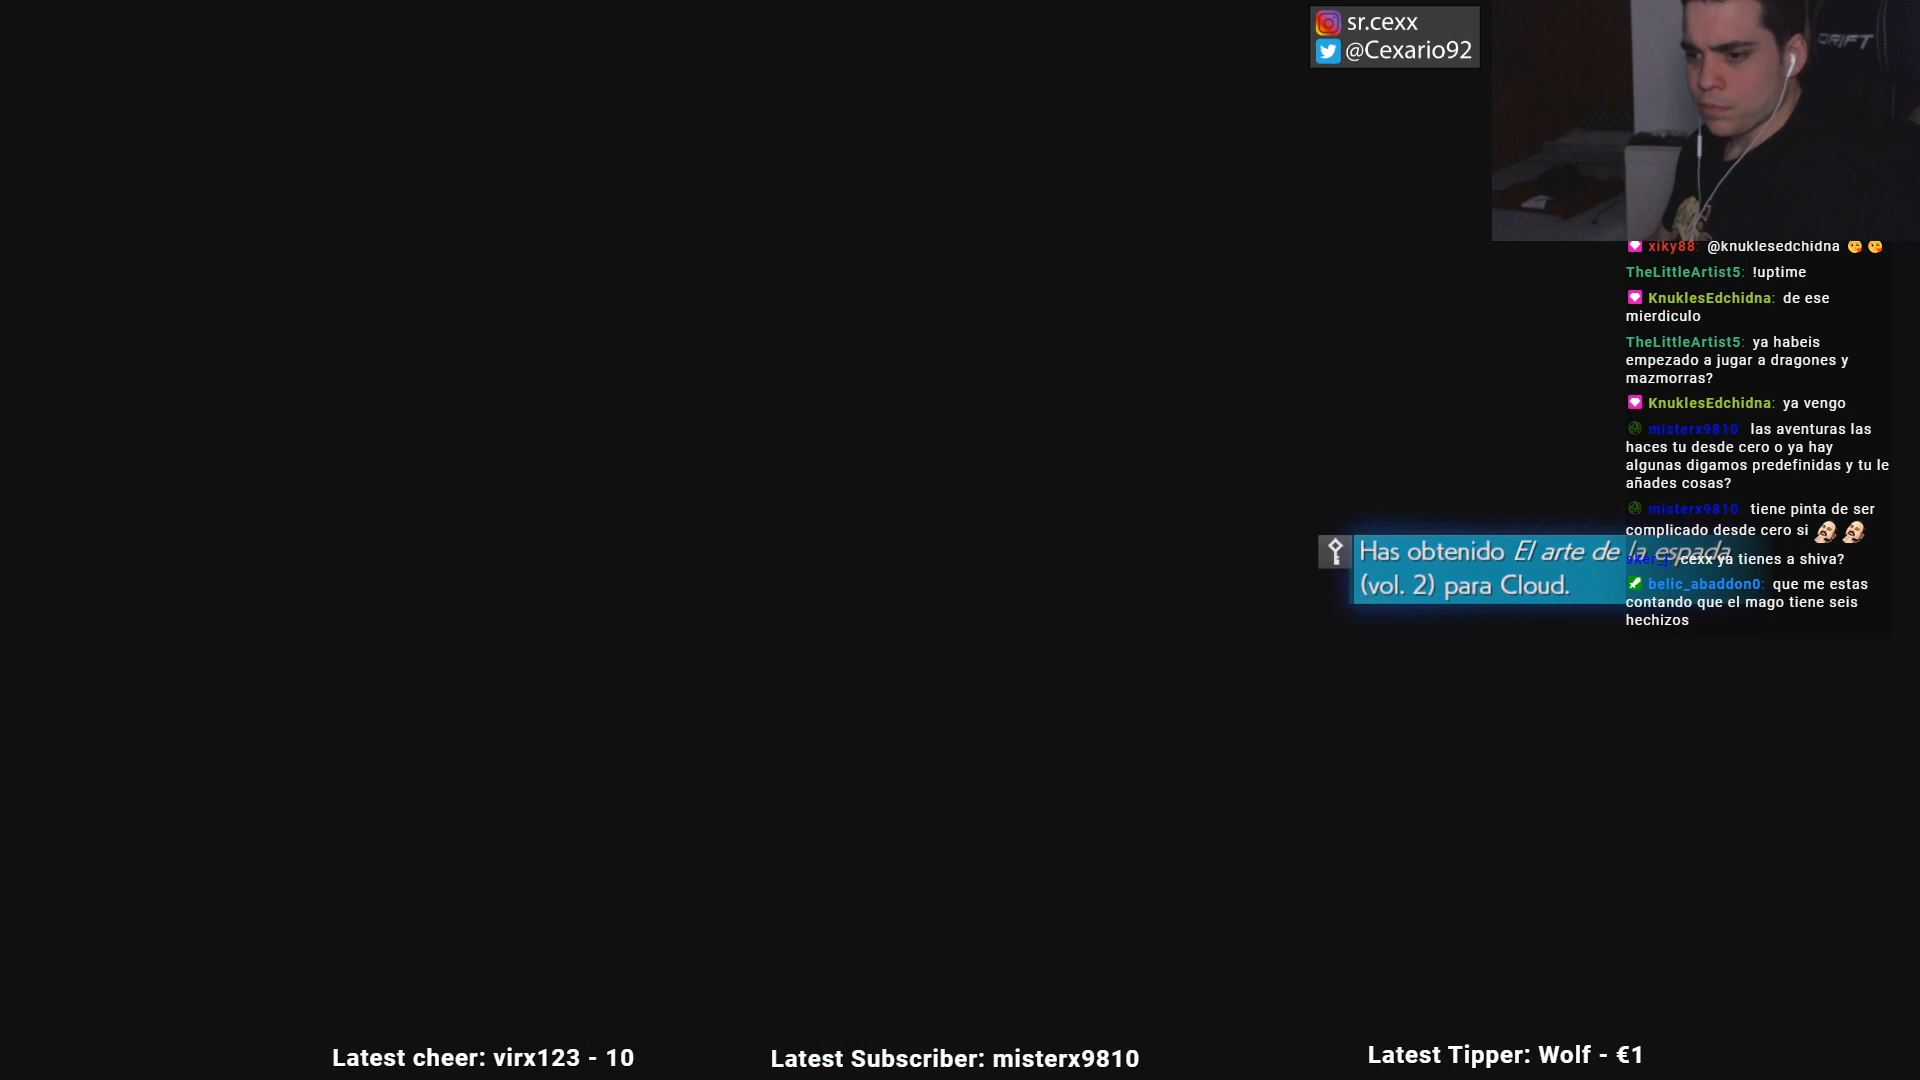 sr.cexx
@Cexario92
DRIFT
xiky88: @knuklesedchidna
TheLittleArtist5: !uptime
KnuklesEdchidna: de ese
mierdiculo
TheLittleArtist5: ya habeis
empezado a jugar a dragones y
mazmorras?
KnuklesEdchidna: ya vengo
misterx9810: las aventuras las
haces tu desde cero o ya hay
algunas digamos predefinidas y tu le
añades cosas?
misterx9810: tiene pinta de ser
complicado desde cero si
cexx ya tienes a shiva?
belic_abaddon0: que me estas
contando que el mago tiene seis
hechizos
Has obtenido El arte de la espada
(vol. 2) para Cloud.
Latest cheer: virx123 - 10
Latest Subscriber: misterx9810
Latest Tipper: Wolf - €1